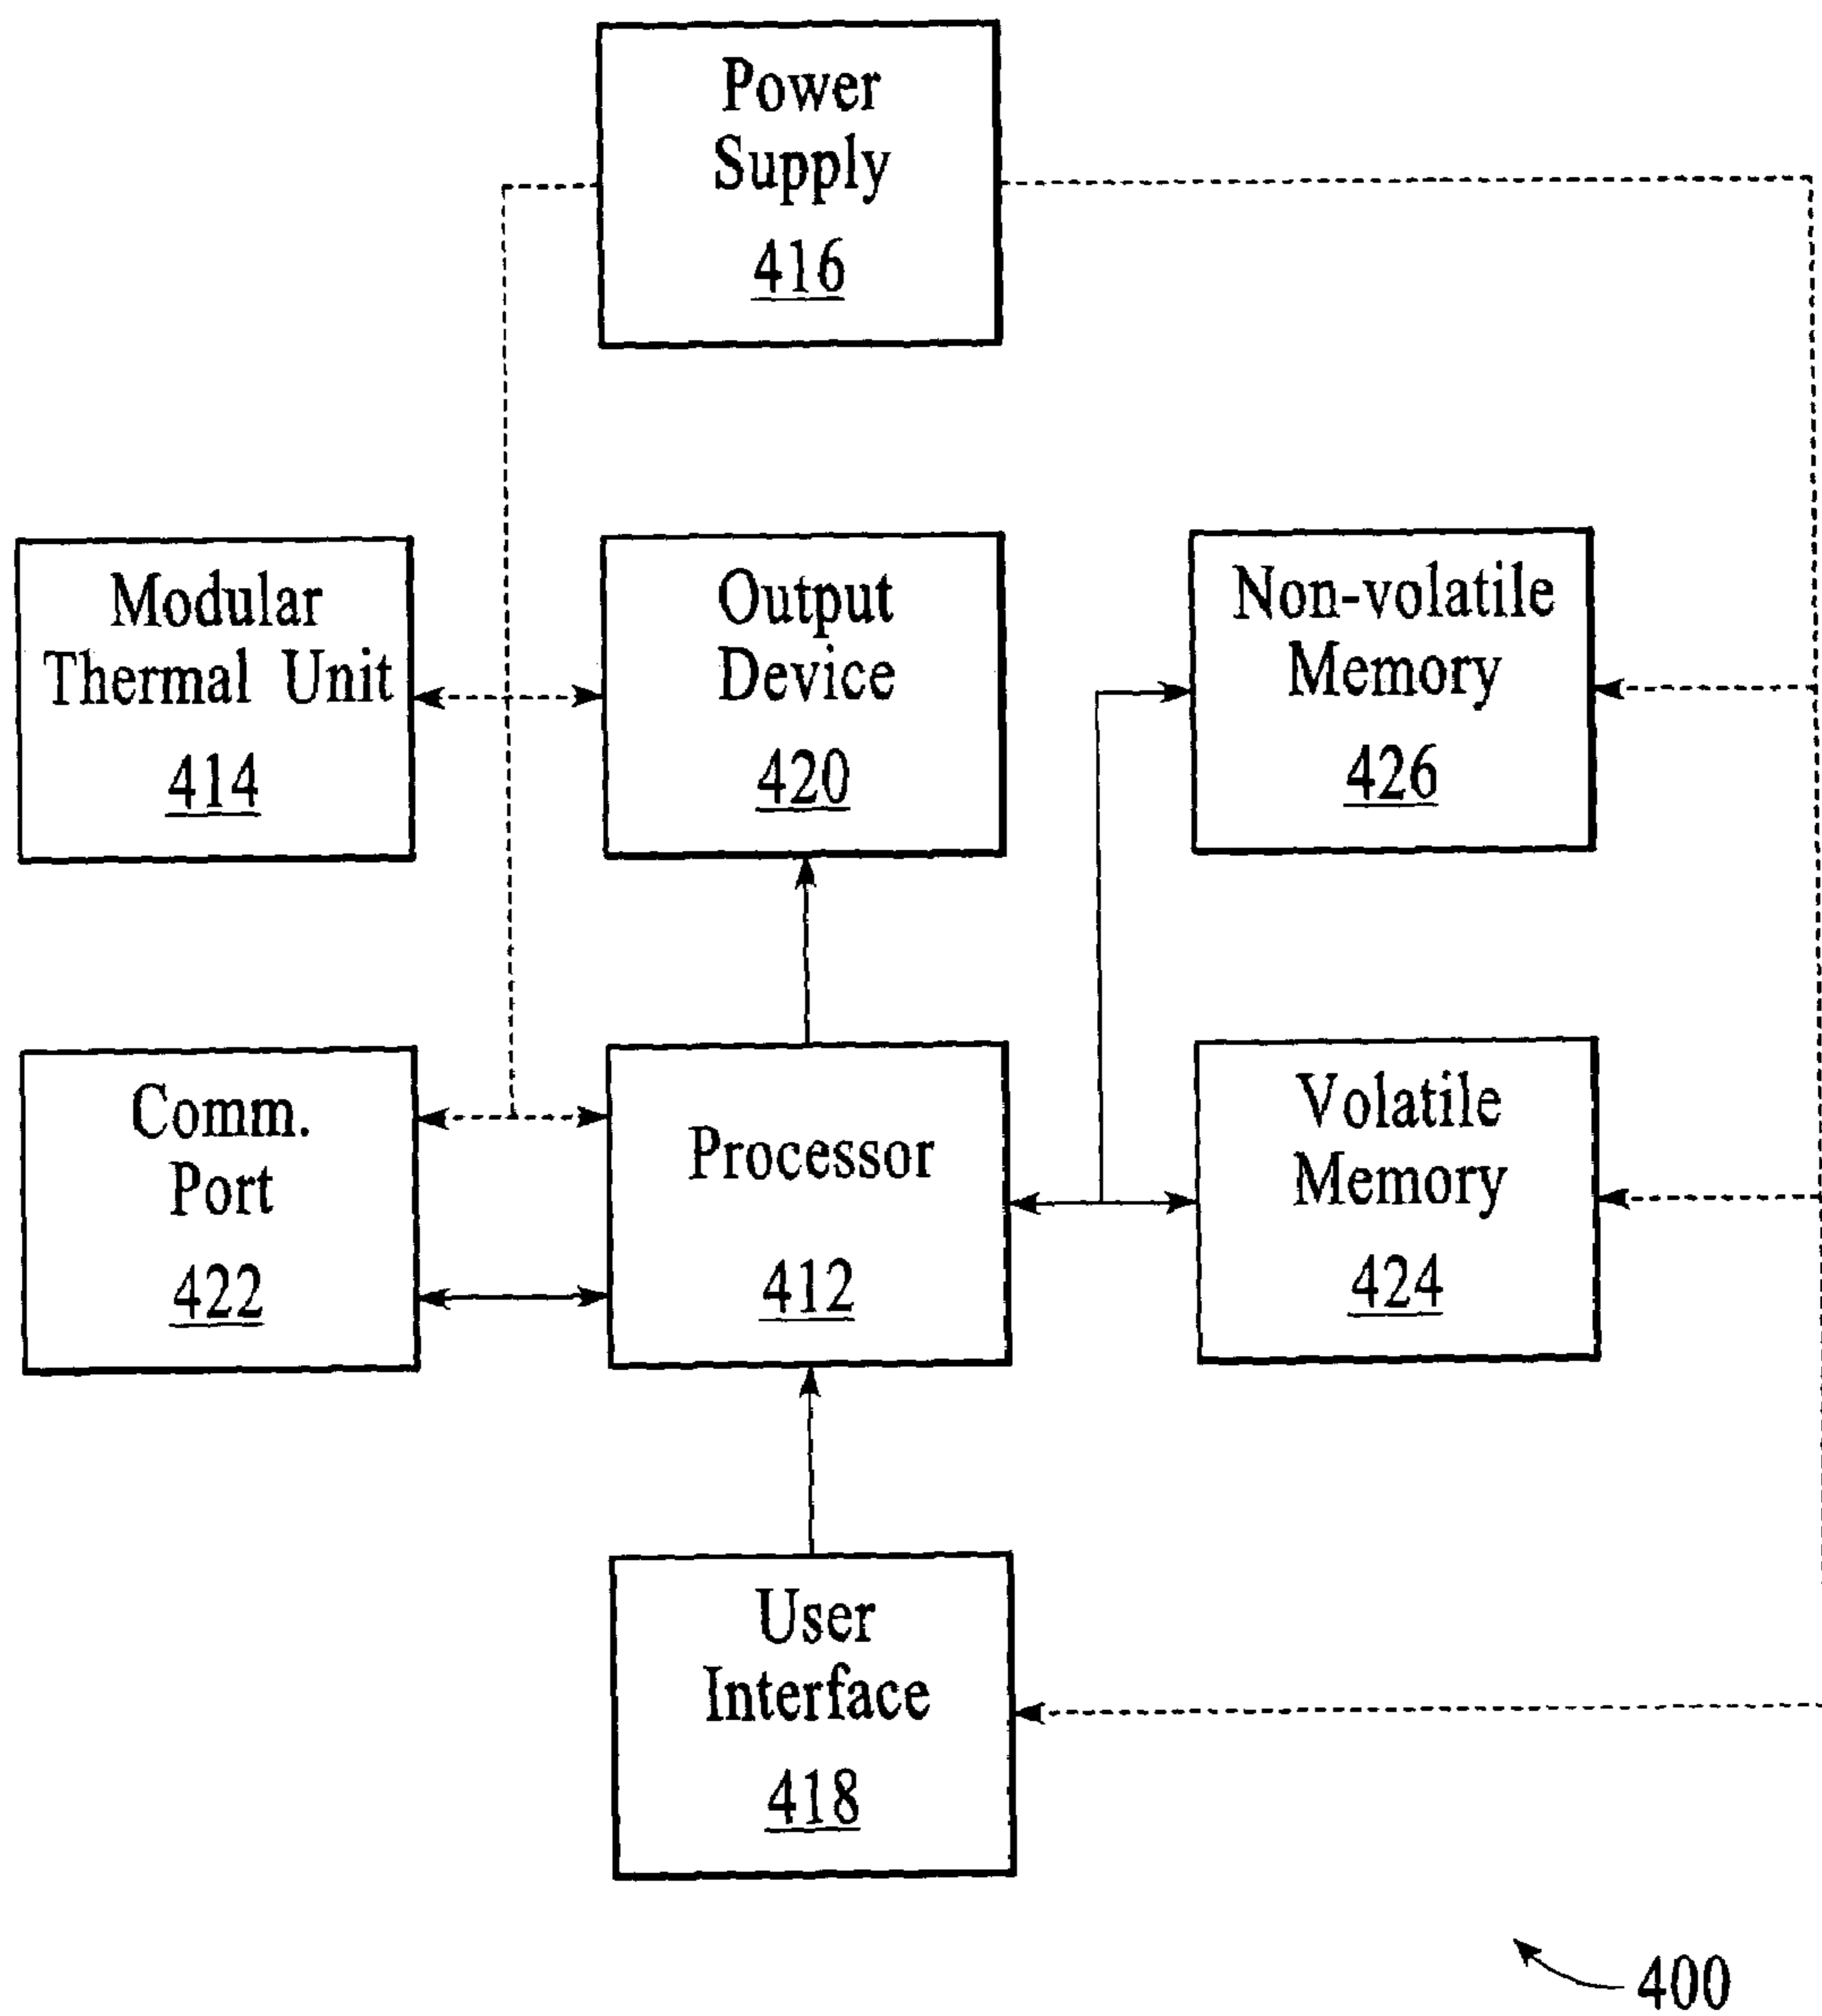 Power
Supply
416
Modular
Thermal Unit
414
Output
Device
420
Non-volatile
Memory
426
Comm.
Port
422
Processor
412
Volatile
Memory
424
User
Interface
418
400